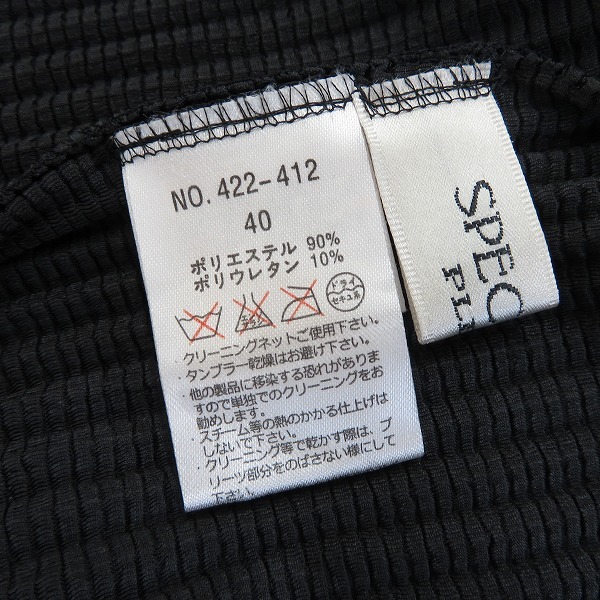 NO. 422-412
40
ポリエステル 90%
ポリウレタン 10%
ドライ
セキユ系
・クリーニングネットご使用下さい。
・タンブラー乾燥はお避け下さい。
・他の製品に移染する恐れがありま
すので単独でのクリーニングをお
勧めします。
・スチーム等の熱のかかる仕上げは
しないで下さい。
・クリーニング等で乾かす際は、プ
リーツ部分をのばさない様にして
下さい。
SPEC
PL